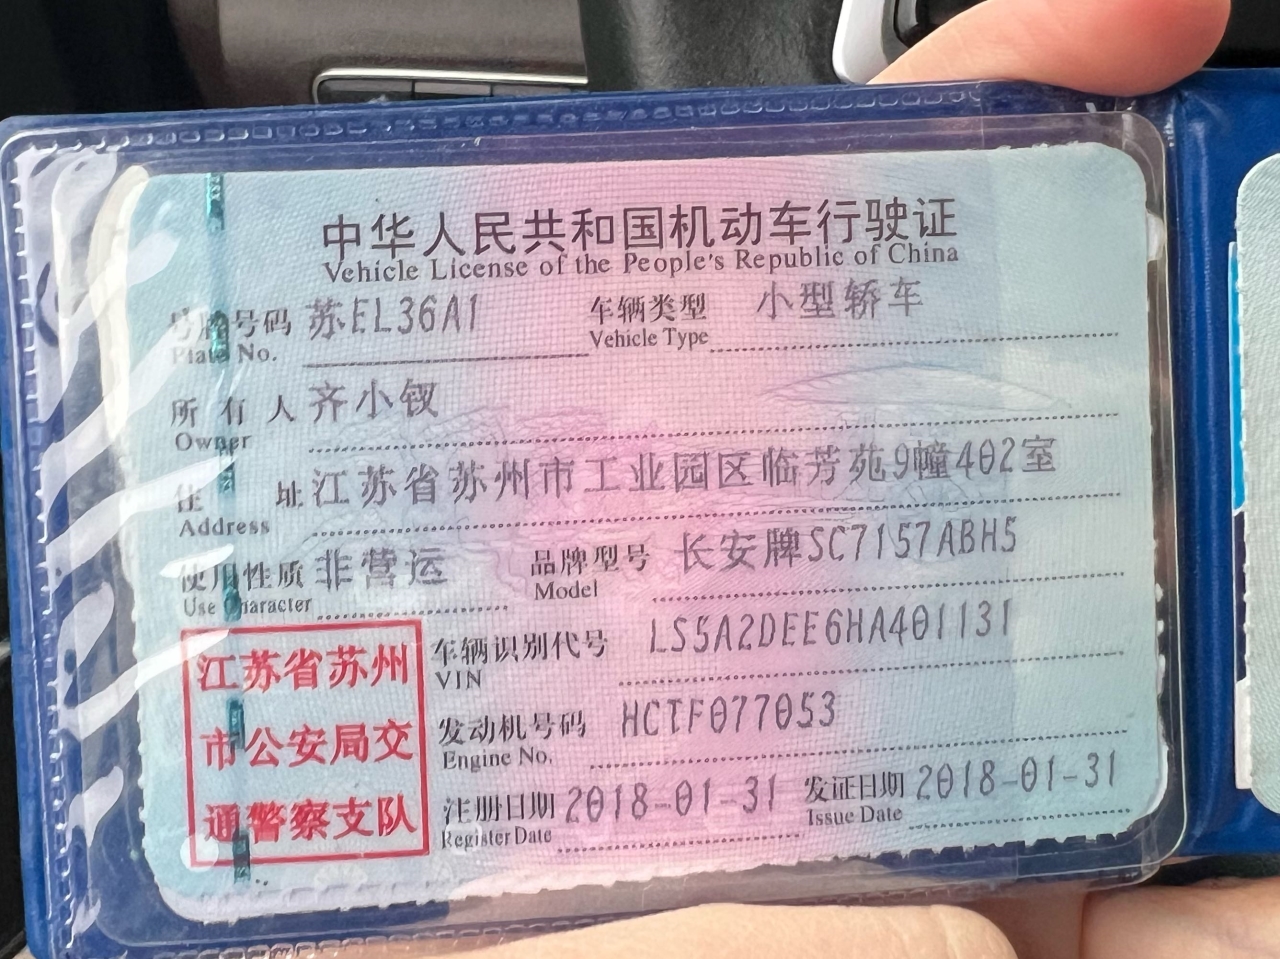 中华人民共和国机动车行驶证
Vehicle License of the People's Republic of China
号牌号码 苏EL36A1 车辆类型 小型轿车
Plate No. Vehicle Type
所有人 齐小钗
Owner
住址 江苏省苏州市工业园区临芳苑9幢402室
Address
使用性质 非营运 品牌型号 长安牌SC7157ABH5
Use Character Model
江苏省苏州
市公安局交
通警察支队
车辆识别代号 LS5A2DEE6HA401131
VIN
发动机号码 HCTF077053
Engine No.
注册日期 2018-01-31 发证日期 2018-01-31
Register Date Issue Date